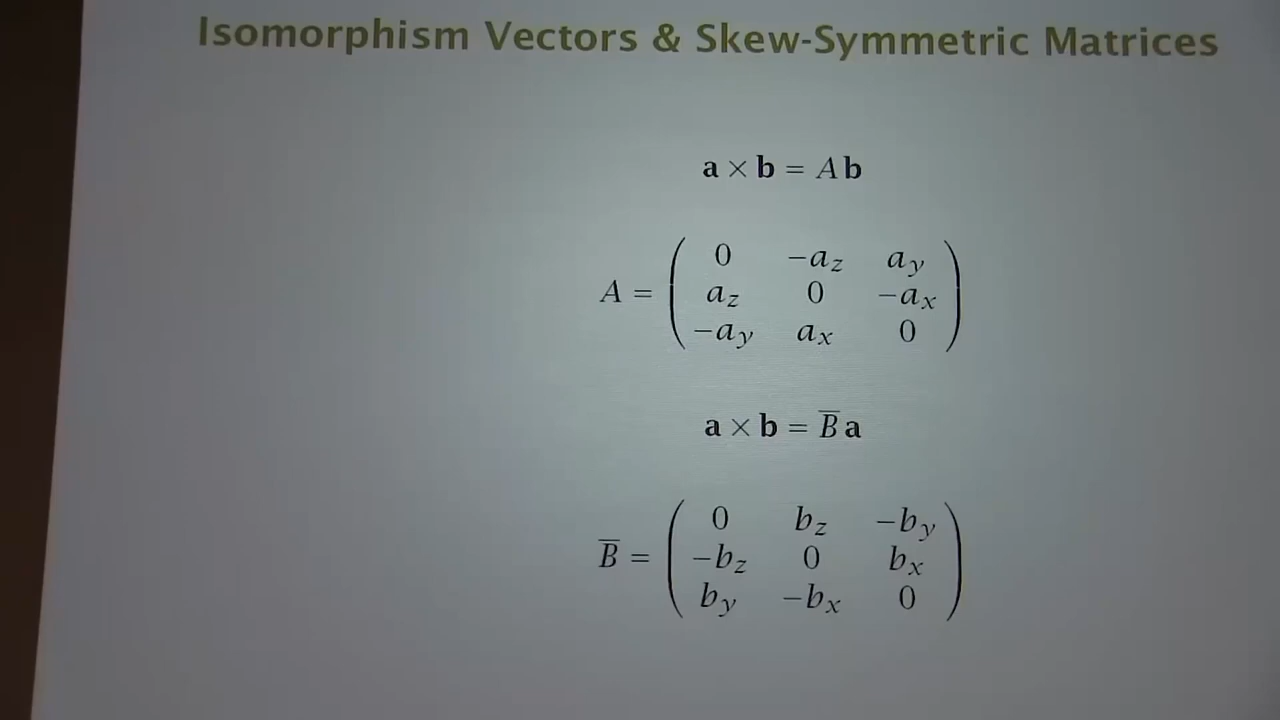 Isomorphism Vectors & Skew-Symmetric Matrices
a × b = A b
0 −a_z a_y
A = a_z 0 −a_x
−a_y a_x 0
a × b = B̅ a
0 b_z −b_y
B̅ = −b_z 0 b_x
b_y −b_x 0